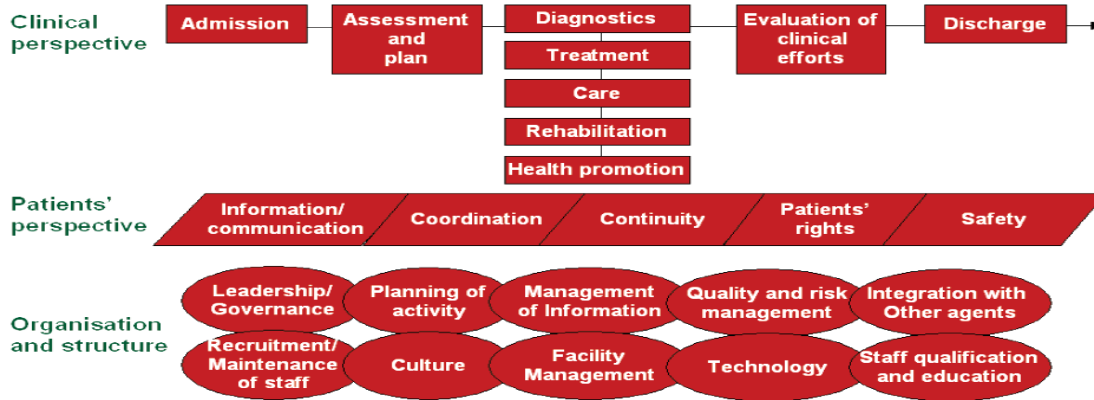 Clinical
perspective
Admission
Assessment
and
plan
Diagnostics
Treatment
Care
Rehabilitation
Health promotion
Evaluation of
clinical
efforts
Discharge
Patients'
perspective
Information/
communication
Coordination
Continuity
Patients'
rights
Safety
Organisation
and structure
Leadership/
Governance
Planning of
activity
Management
of Information
Quality and risk
management
Integration with
Other agents
Recruitment/
Maintenance
of staff
Culture
Facility
Management
Technology
Staff qualification
and education